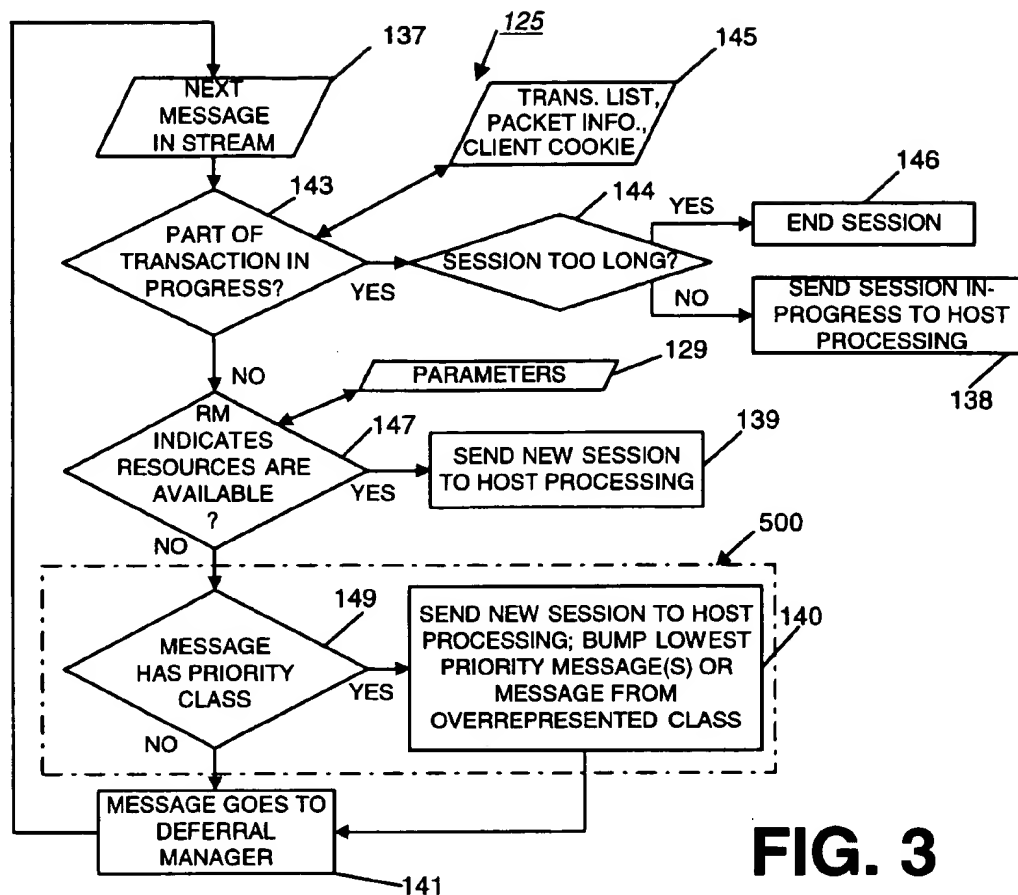 137
125
145
NEXT
MESSAGE
IN STREAM
TRANS. LIST,
PACKET INFO.,
CLIENT COOKIE
143
144
146
PART OF
TRANSACTION IN
PROGRESS?
YES
SESSION TOO LONG?
YES
END SESSION
NO
SEND SESSION IN-
PROGRESS TO HOST
PROCESSING
138
NO
PARAMETERS
129
RM
INDICATES
RESOURCES ARE
AVAILABLE
?
147
YES
SEND NEW SESSION
TO HOST PROCESSING
139
NO
500
149
MESSAGE
HAS PRIORITY
CLASS
YES
SEND NEW SESSION TO HOST
PROCESSING; BUMP LOWEST
PRIORITY MESSAGE(S) OR
MESSAGE FROM
OVERREPRESENTED CLASS
140
NO
MESSAGE GOES TO
DEFERRAL
MANAGER
141
FIG. 3